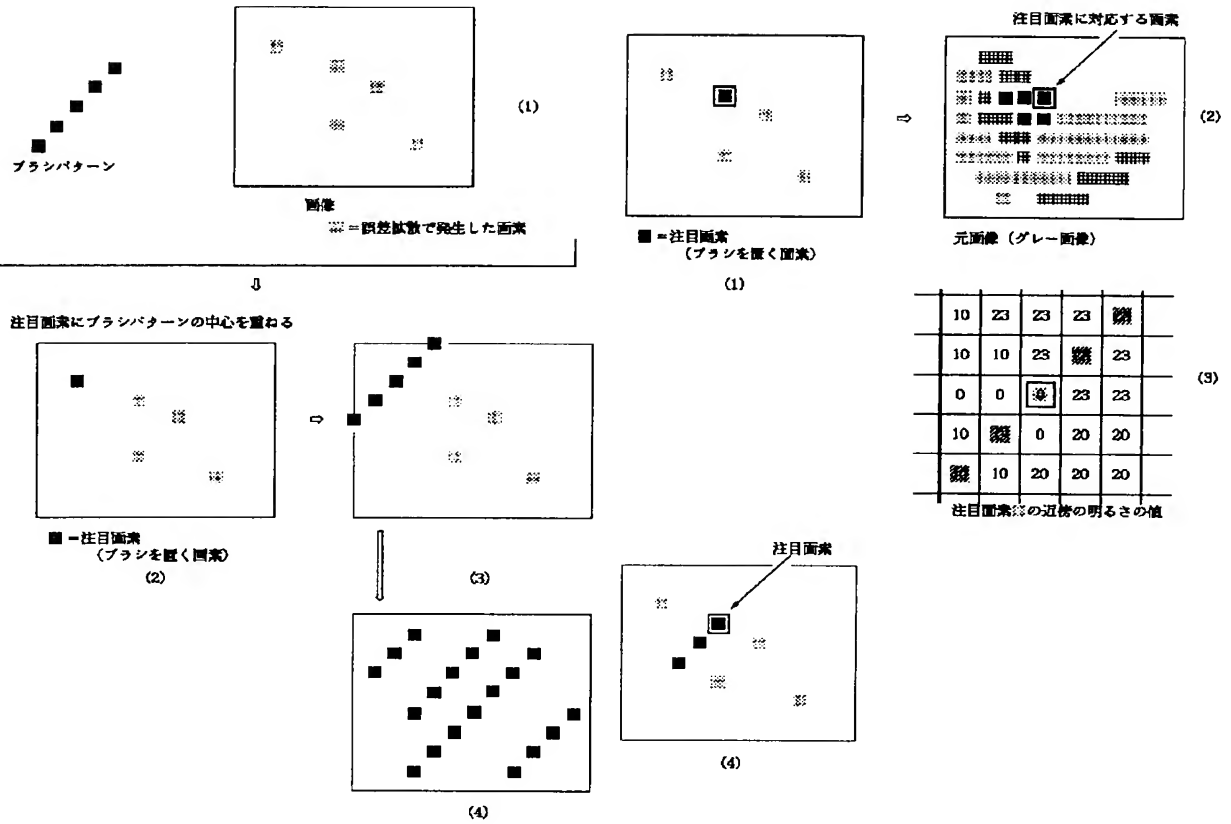 ブラシパターン
(1)
画像
▒=誤差拡散で発生した画素
注目画素にブラシパターンの中心を重ねる
■=注目画素
(ブラシを置く画素)
(2)
(3)
(4)
■=注目画素
(ブラシを置く画素)
(1)
注目画素に対応する画素
(2)
元画像(グレー画像)
10 23 23 23
10 10 23 23
0 0 0 23 23
10 0 20 20
10 20 20 20
(3)
注目画素▒の近傍の明るさの値
注目画素
(4)